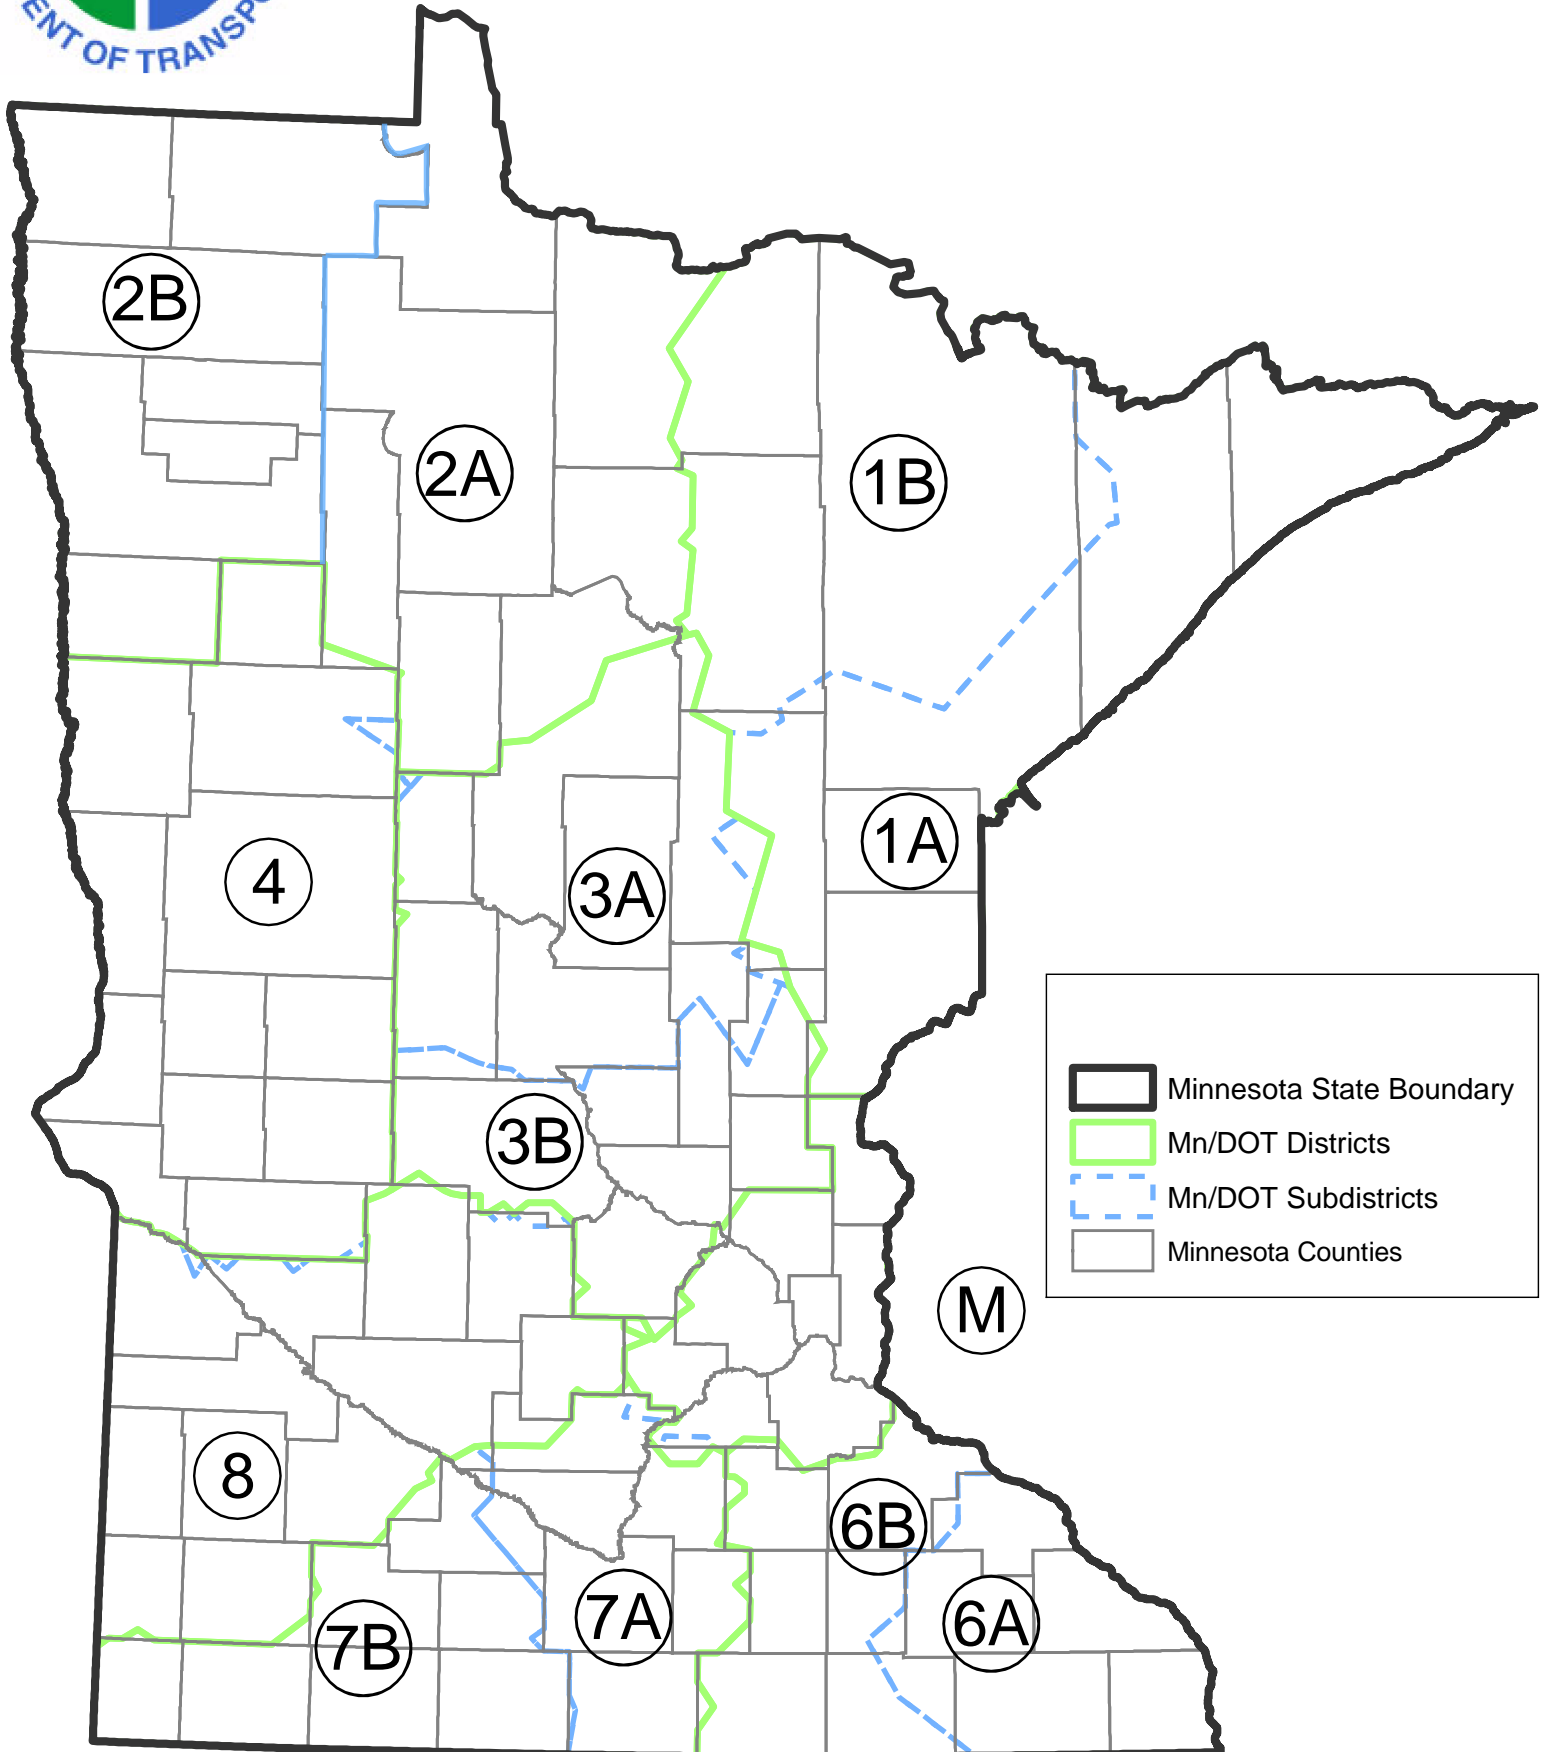 ENT OF TRANSPO
2B
2A
1B
1A
4
3A
3B
M
8
6B
7A
6A
7B
Minnesota State Boundary
Mn/DOT Districts
Mn/DOT Subdistricts
Minnesota Counties